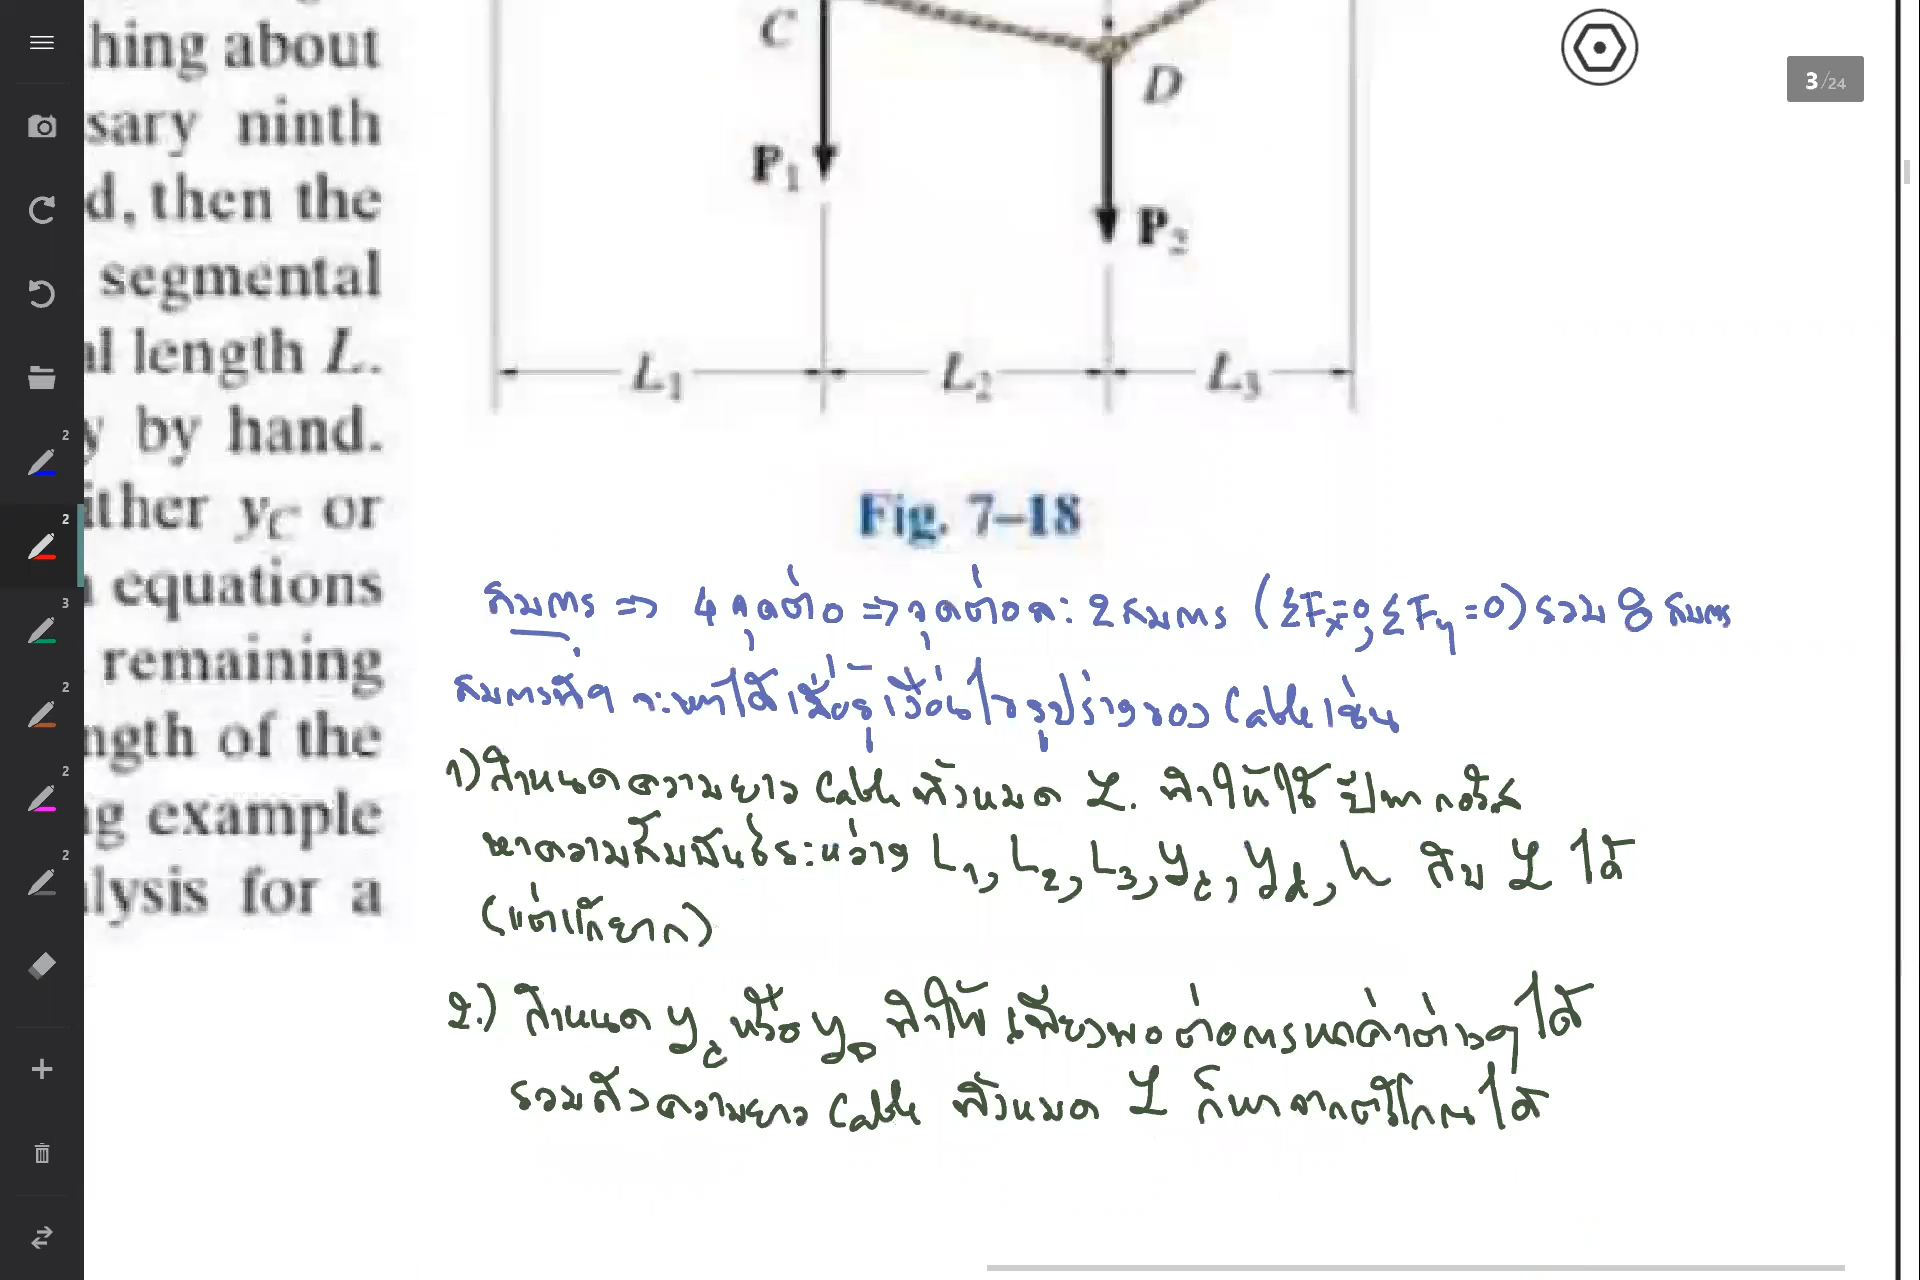 hing about
sary ninth
d, then the
segmental
al length L.
y by hand.
ither yC or
equations
remaining
ngth of the
ng example
lysis for a
3/24
C
D
P1
P2
L1 L2 L3
Fig. 7–18
สมการ => 4 จุดต่อ => จุดต่อละ 2 สมการ (ΣFx=0, ΣFy=0) รวม 8 สมการ
สมการที่ 9 จะหาได้เมื่อรู้เงื่อนไขรูปร่างของ Cable เช่น
1) กำหนดความยาว Cable ทั้งหมด L. ทำให้ใช้ ปีทากอรัส
หาความสัมพันธ์ระหว่าง L1, L2, L3, yc, yd, h กับ L ได้
(แต่แก้ยาก)
2.) กำหนด yc หรือ yD ทำให้ เพียงพอต่อการหาค่าต่างๆ ได้
รวมถึงความยาว Cable ทั้งหมด L ก็หาจากตรีโกณได้
2
2
3
2
2
2